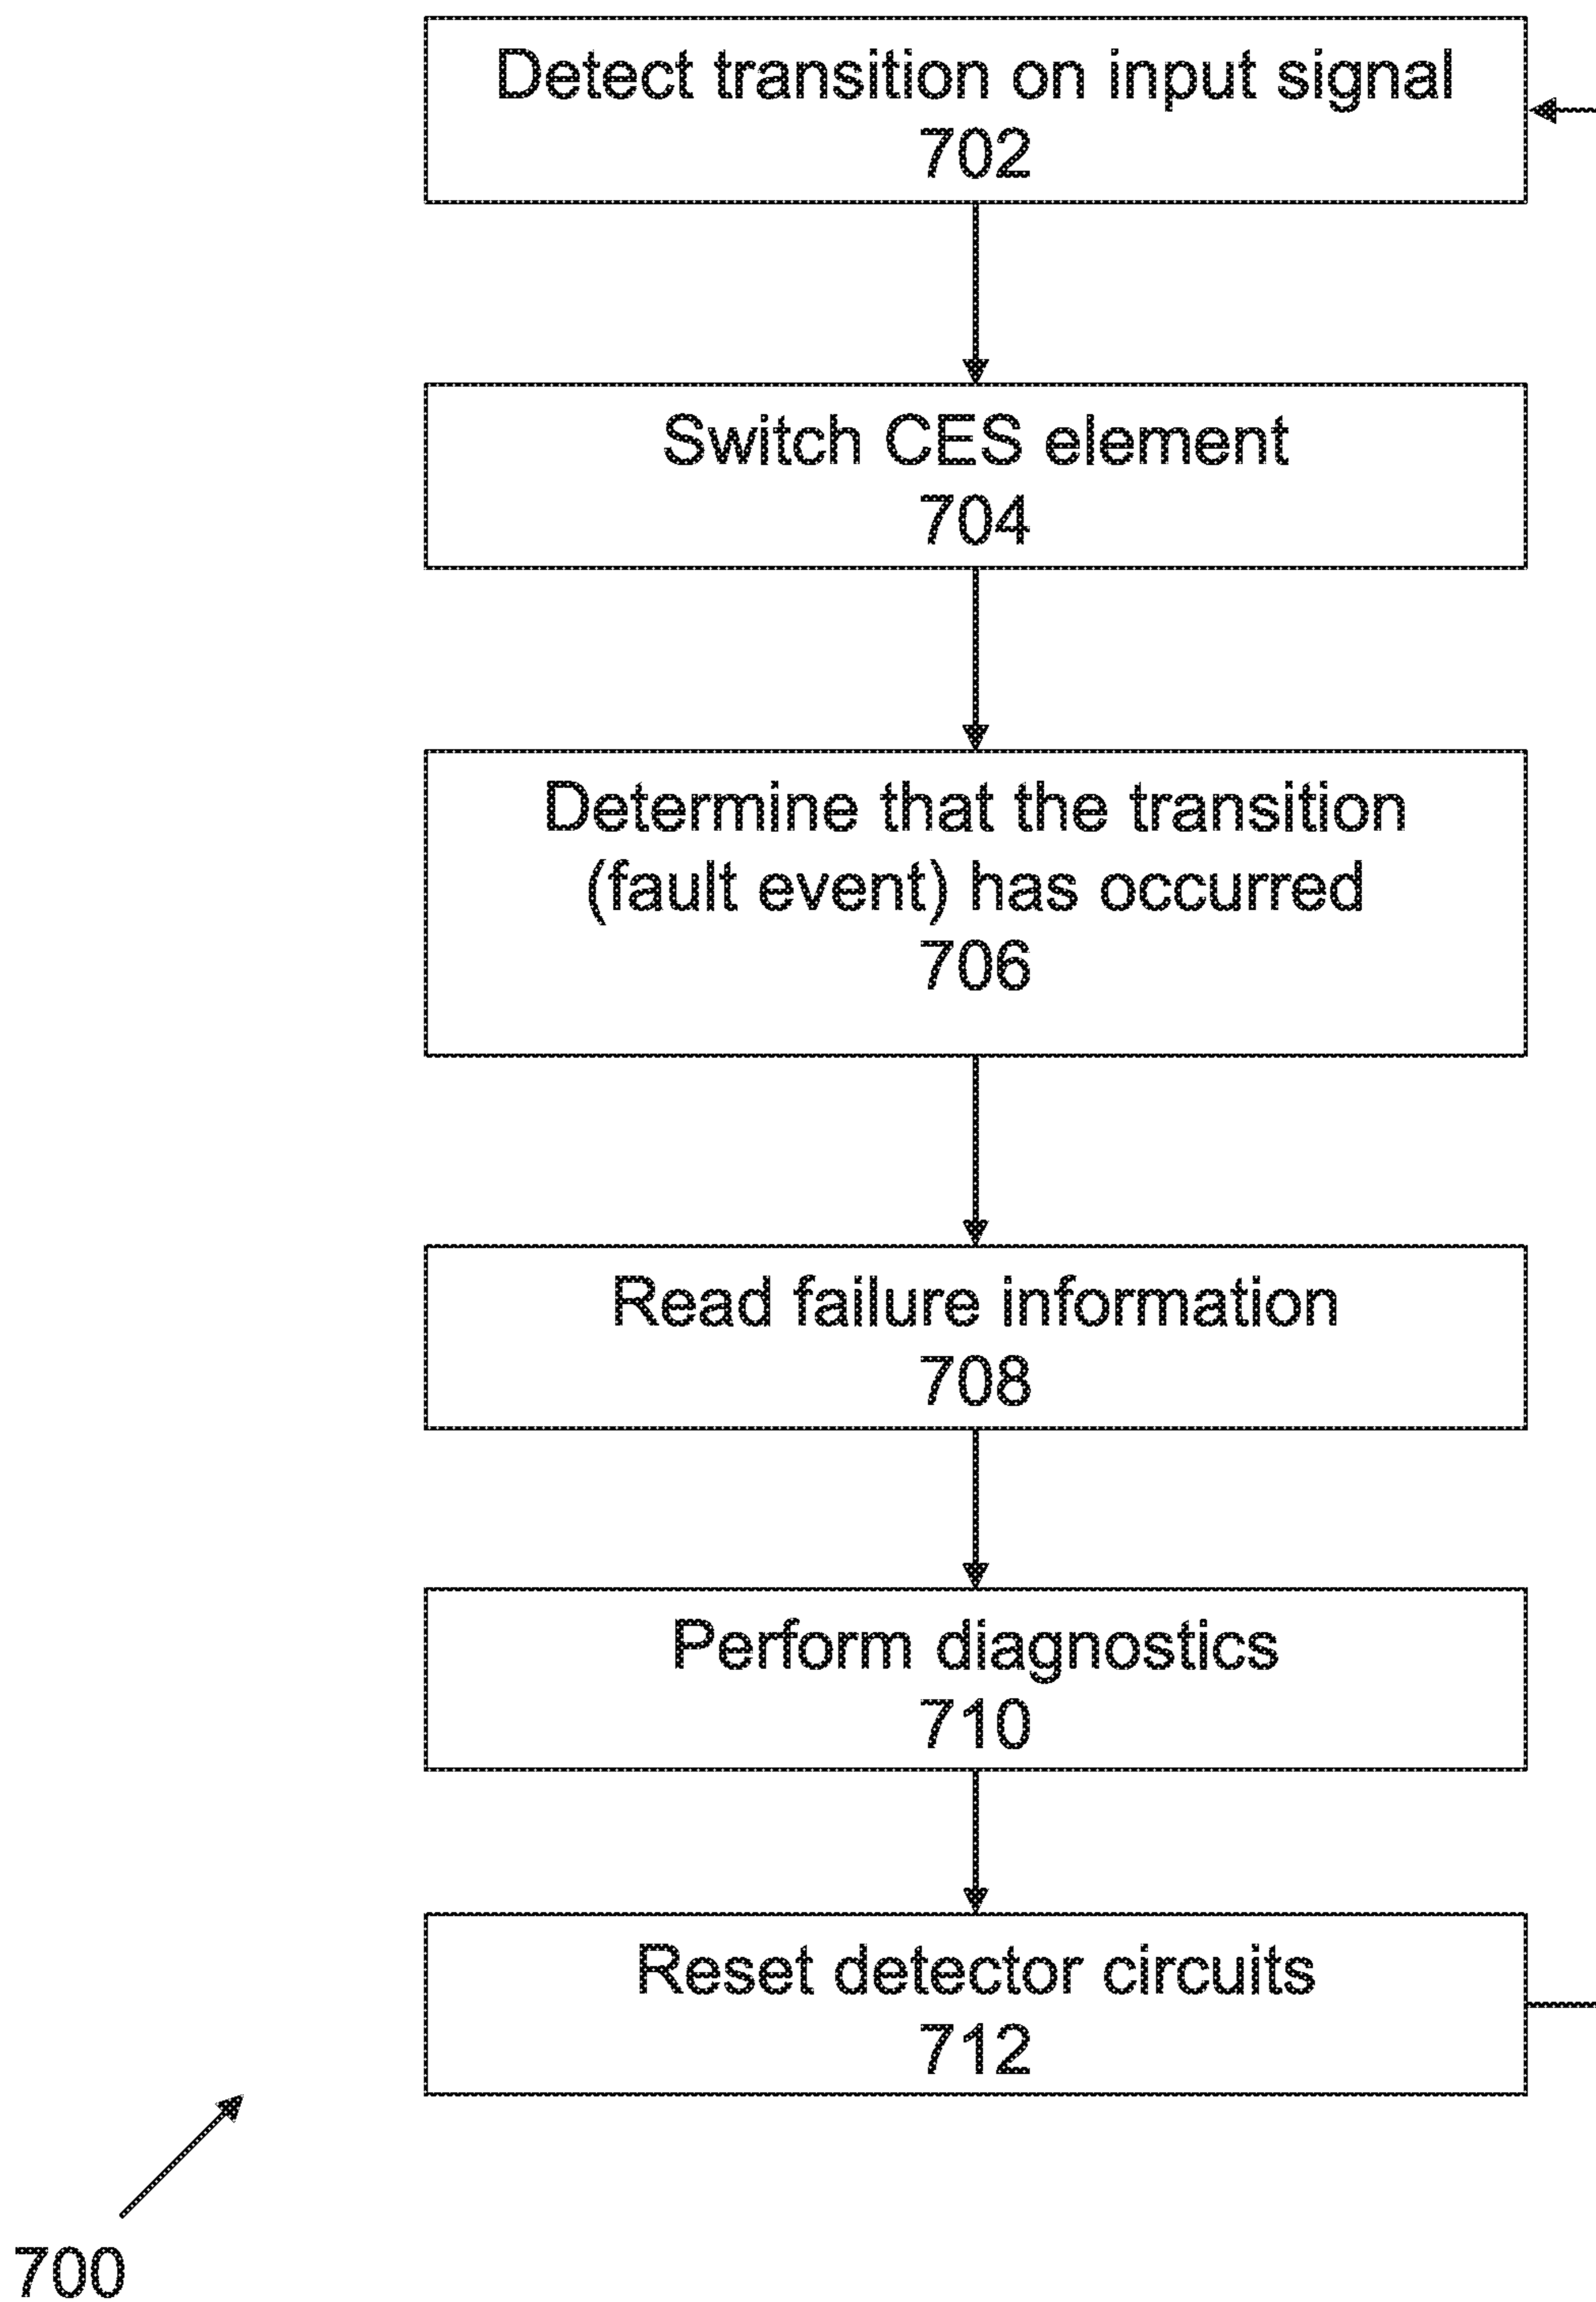 Detect transition on input signal
702
Switch CES element
704
Determine that the transition
(fault event) has occurred
706
Read failure information
708
Perform diagnostics
710
Reset detector circuits
712
700